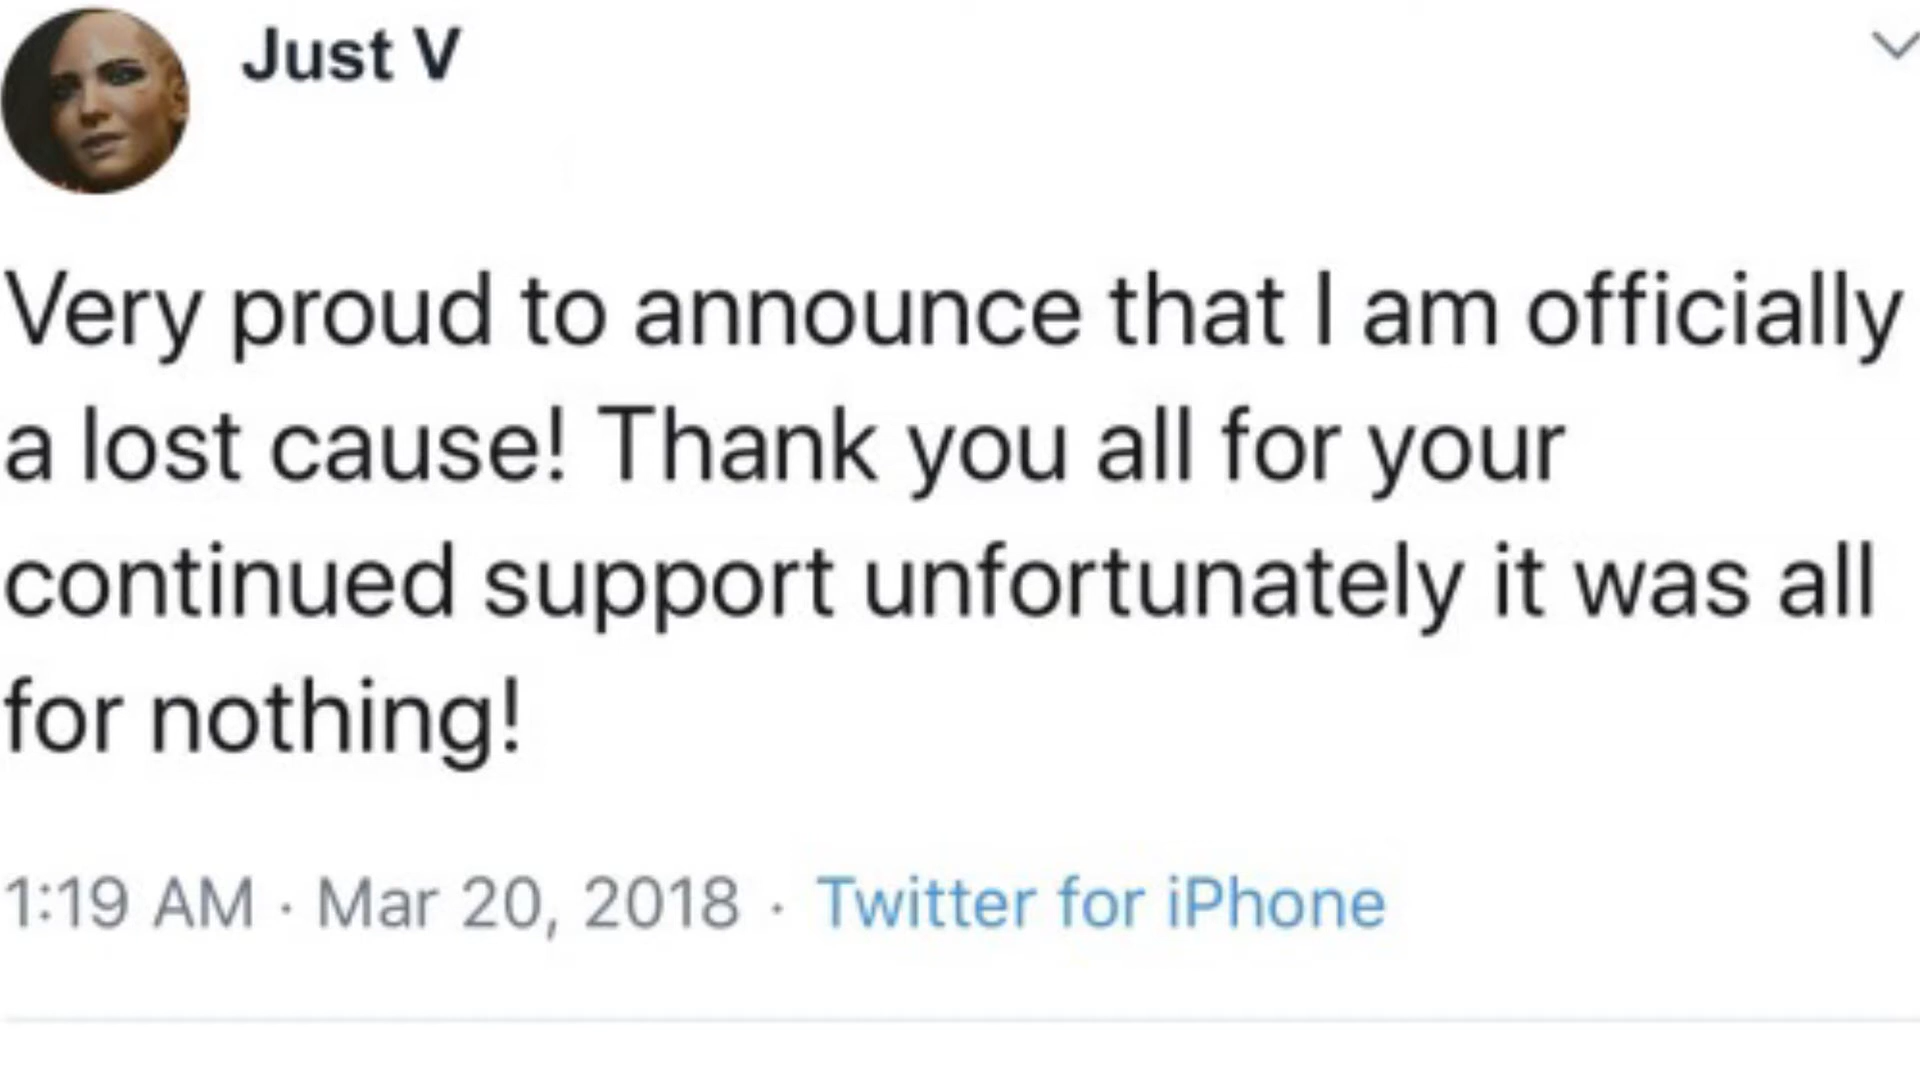 Just V
Very proud to announce that I am officially
a lost cause! Thank you all for your
continued support unfortunately it was all
for nothing!
1:19 AM · Mar 20, 2018 · Twitter for iPhone